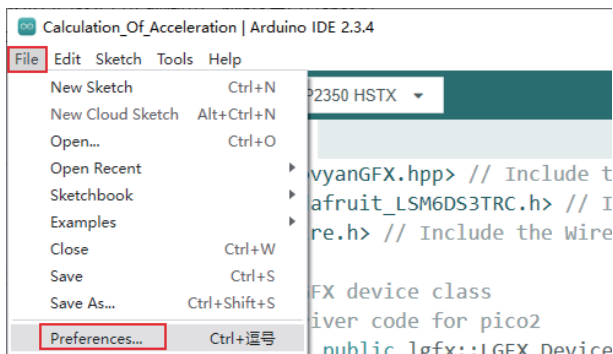 Calculation_Of_Acceleration | Arduino IDE 2.3.4
File Edit Sketch Tools Help
New Sketch Ctrl+N
P2350 HSTX
New Cloud Sketch Alt+Ctrl+N
Open... Ctrl+O
Open Recent
vyanGFX.hpp> // Include t
Sketchbook
afruit_LSM6DS3TRC.h> // I
Examples
re.h> // Include the Wire
Close Ctrl+W
Save Ctrl+S
Save As... Ctrl+Shift+S
GFX device class
iver code for pico2
Preferences... Ctrl+逗号
public lgfx::LGFX_Device